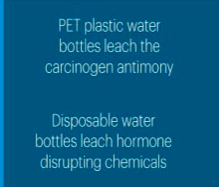 PET plastic water
bottles leach the
carcinogen antimony
Disposable water
bottles leach hormone
disrupting chemicals